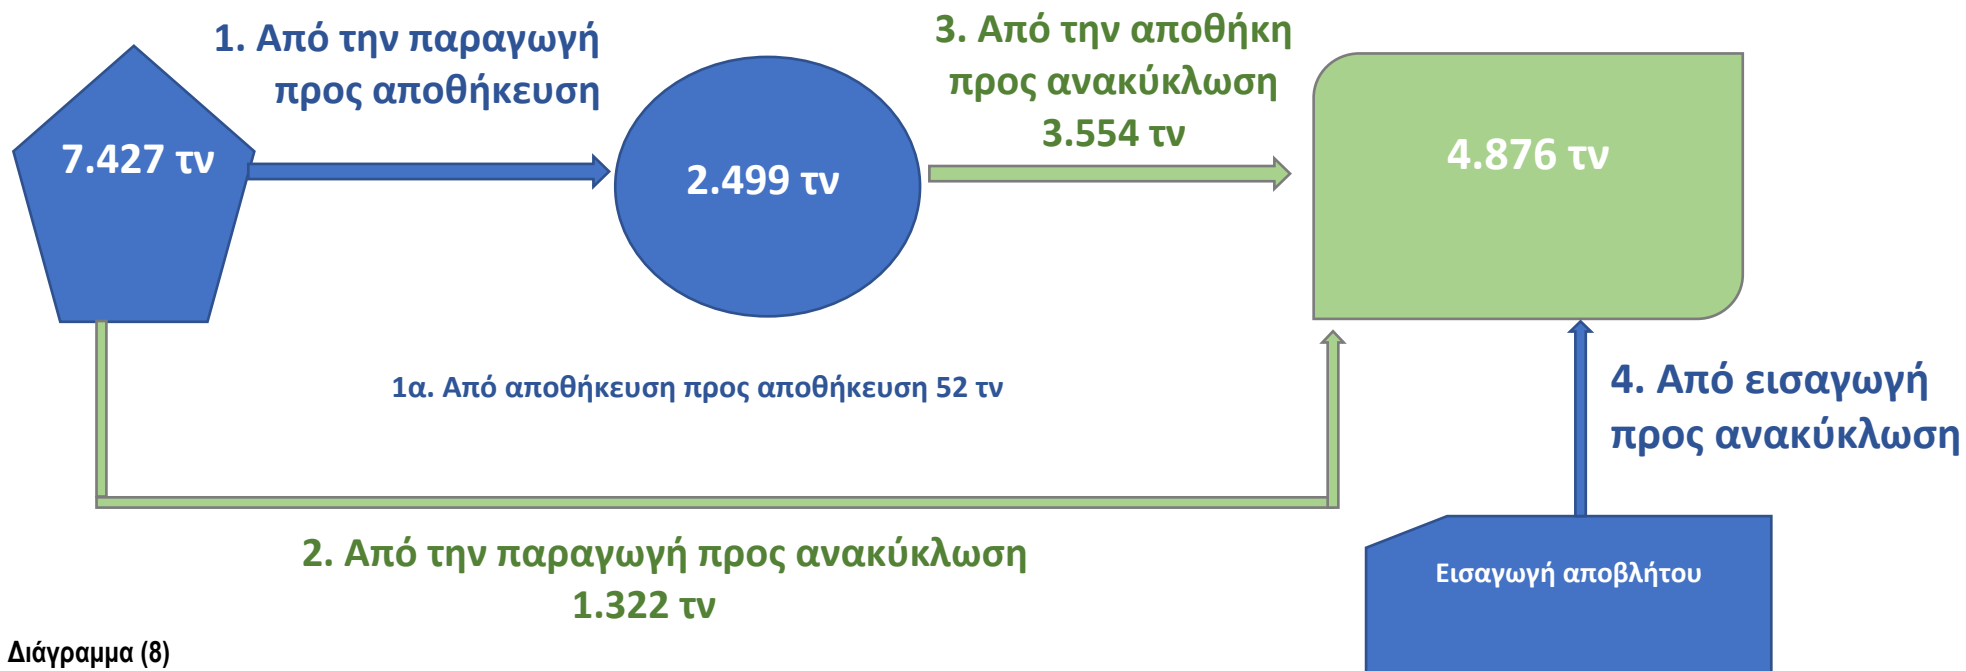 1. Από την παραγωγή
προς αποθήκευση
3. Από την αποθήκη
προς ανακύκλωση
3.554 τν
7.427 τν
2.499 τν
4.876 τν
1α. Από αποθήκευση προς αποθήκευση 52 τν
4. Από εισαγωγή
προς ανακύκλωση
2. Από την παραγωγή προς ανακύκλωση
1.322 τν
Εισαγωγή αποβλήτου
Διάγραμμα (8)